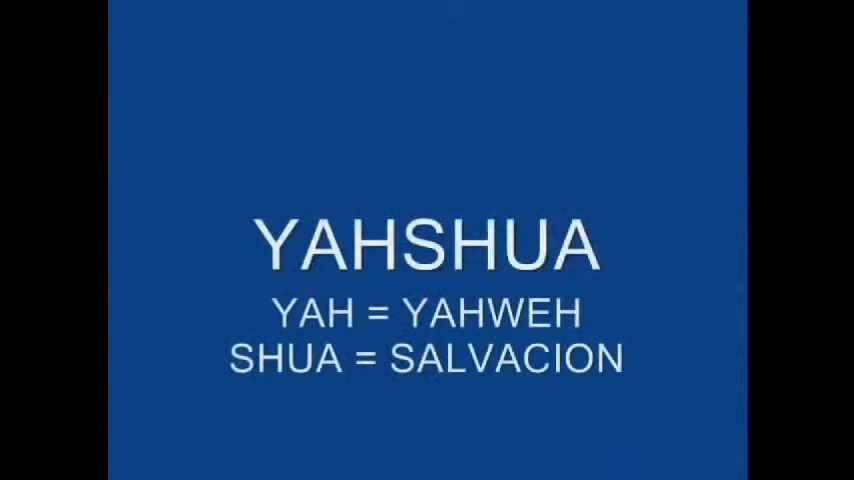 YAHSHUA
YAH = YAHWEH
SHUA = SALVACION